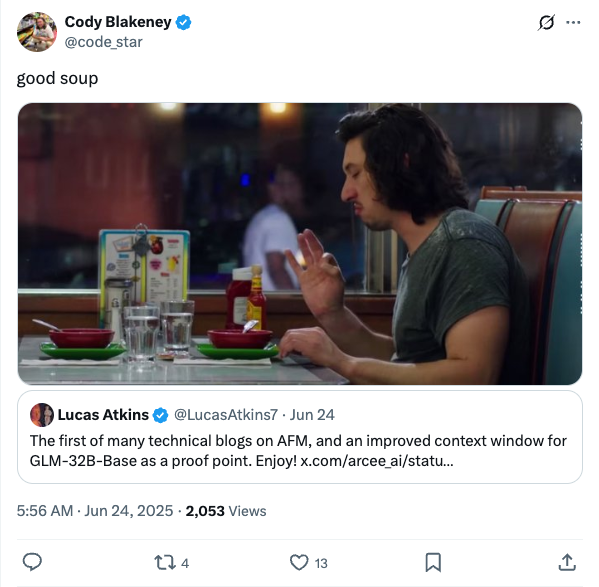 Cody Blakeney
@code_star
good soup
Lucas Atkins @LucasAtkins7 · Jun 24
The first of many technical blogs on AFM, and an improved context window for
GLM-32B-Base as a proof point. Enjoy! x.com/arcee_ai/statu...
5:56 AM · Jun 24, 2025 · 2,053 Views
4
13